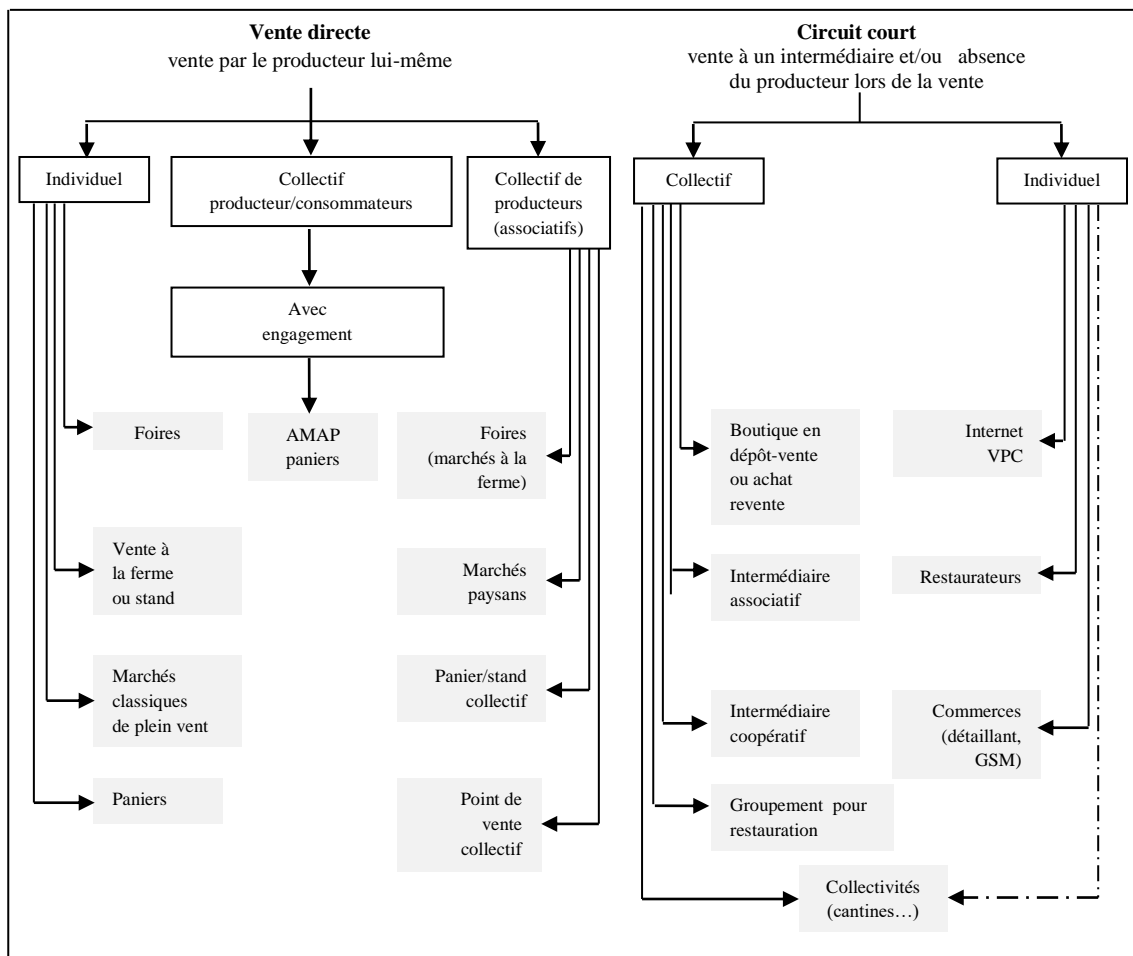 Vente directe
vente par le producteur lui-même
Circuit court
vente à un intermédiaire et/ou absence
du producteur lors de la vente
Individuel
Collectif
producteur/consommateurs
Collectif de
producteurs
(associatifs)
Collectif
Individuel
Avec
engagement
Foires
AMAP
paniers
Foires
(marchés à la
ferme)
Boutique en
dépôt-vente
ou achat
revente
Internet
VPC
Vente à
la ferme
ou stand
Marchés
paysans
Intermédiaire
associatif
Restaurateurs
Marchés
classiques
de plein vent
Panier/stand
collectif
Intermédiaire
coopératif
Commerces
(détaillant,
GSM)
Paniers
Point de
vente
collectif
Groupement pour
restauration
Collectivités
(cantines…)